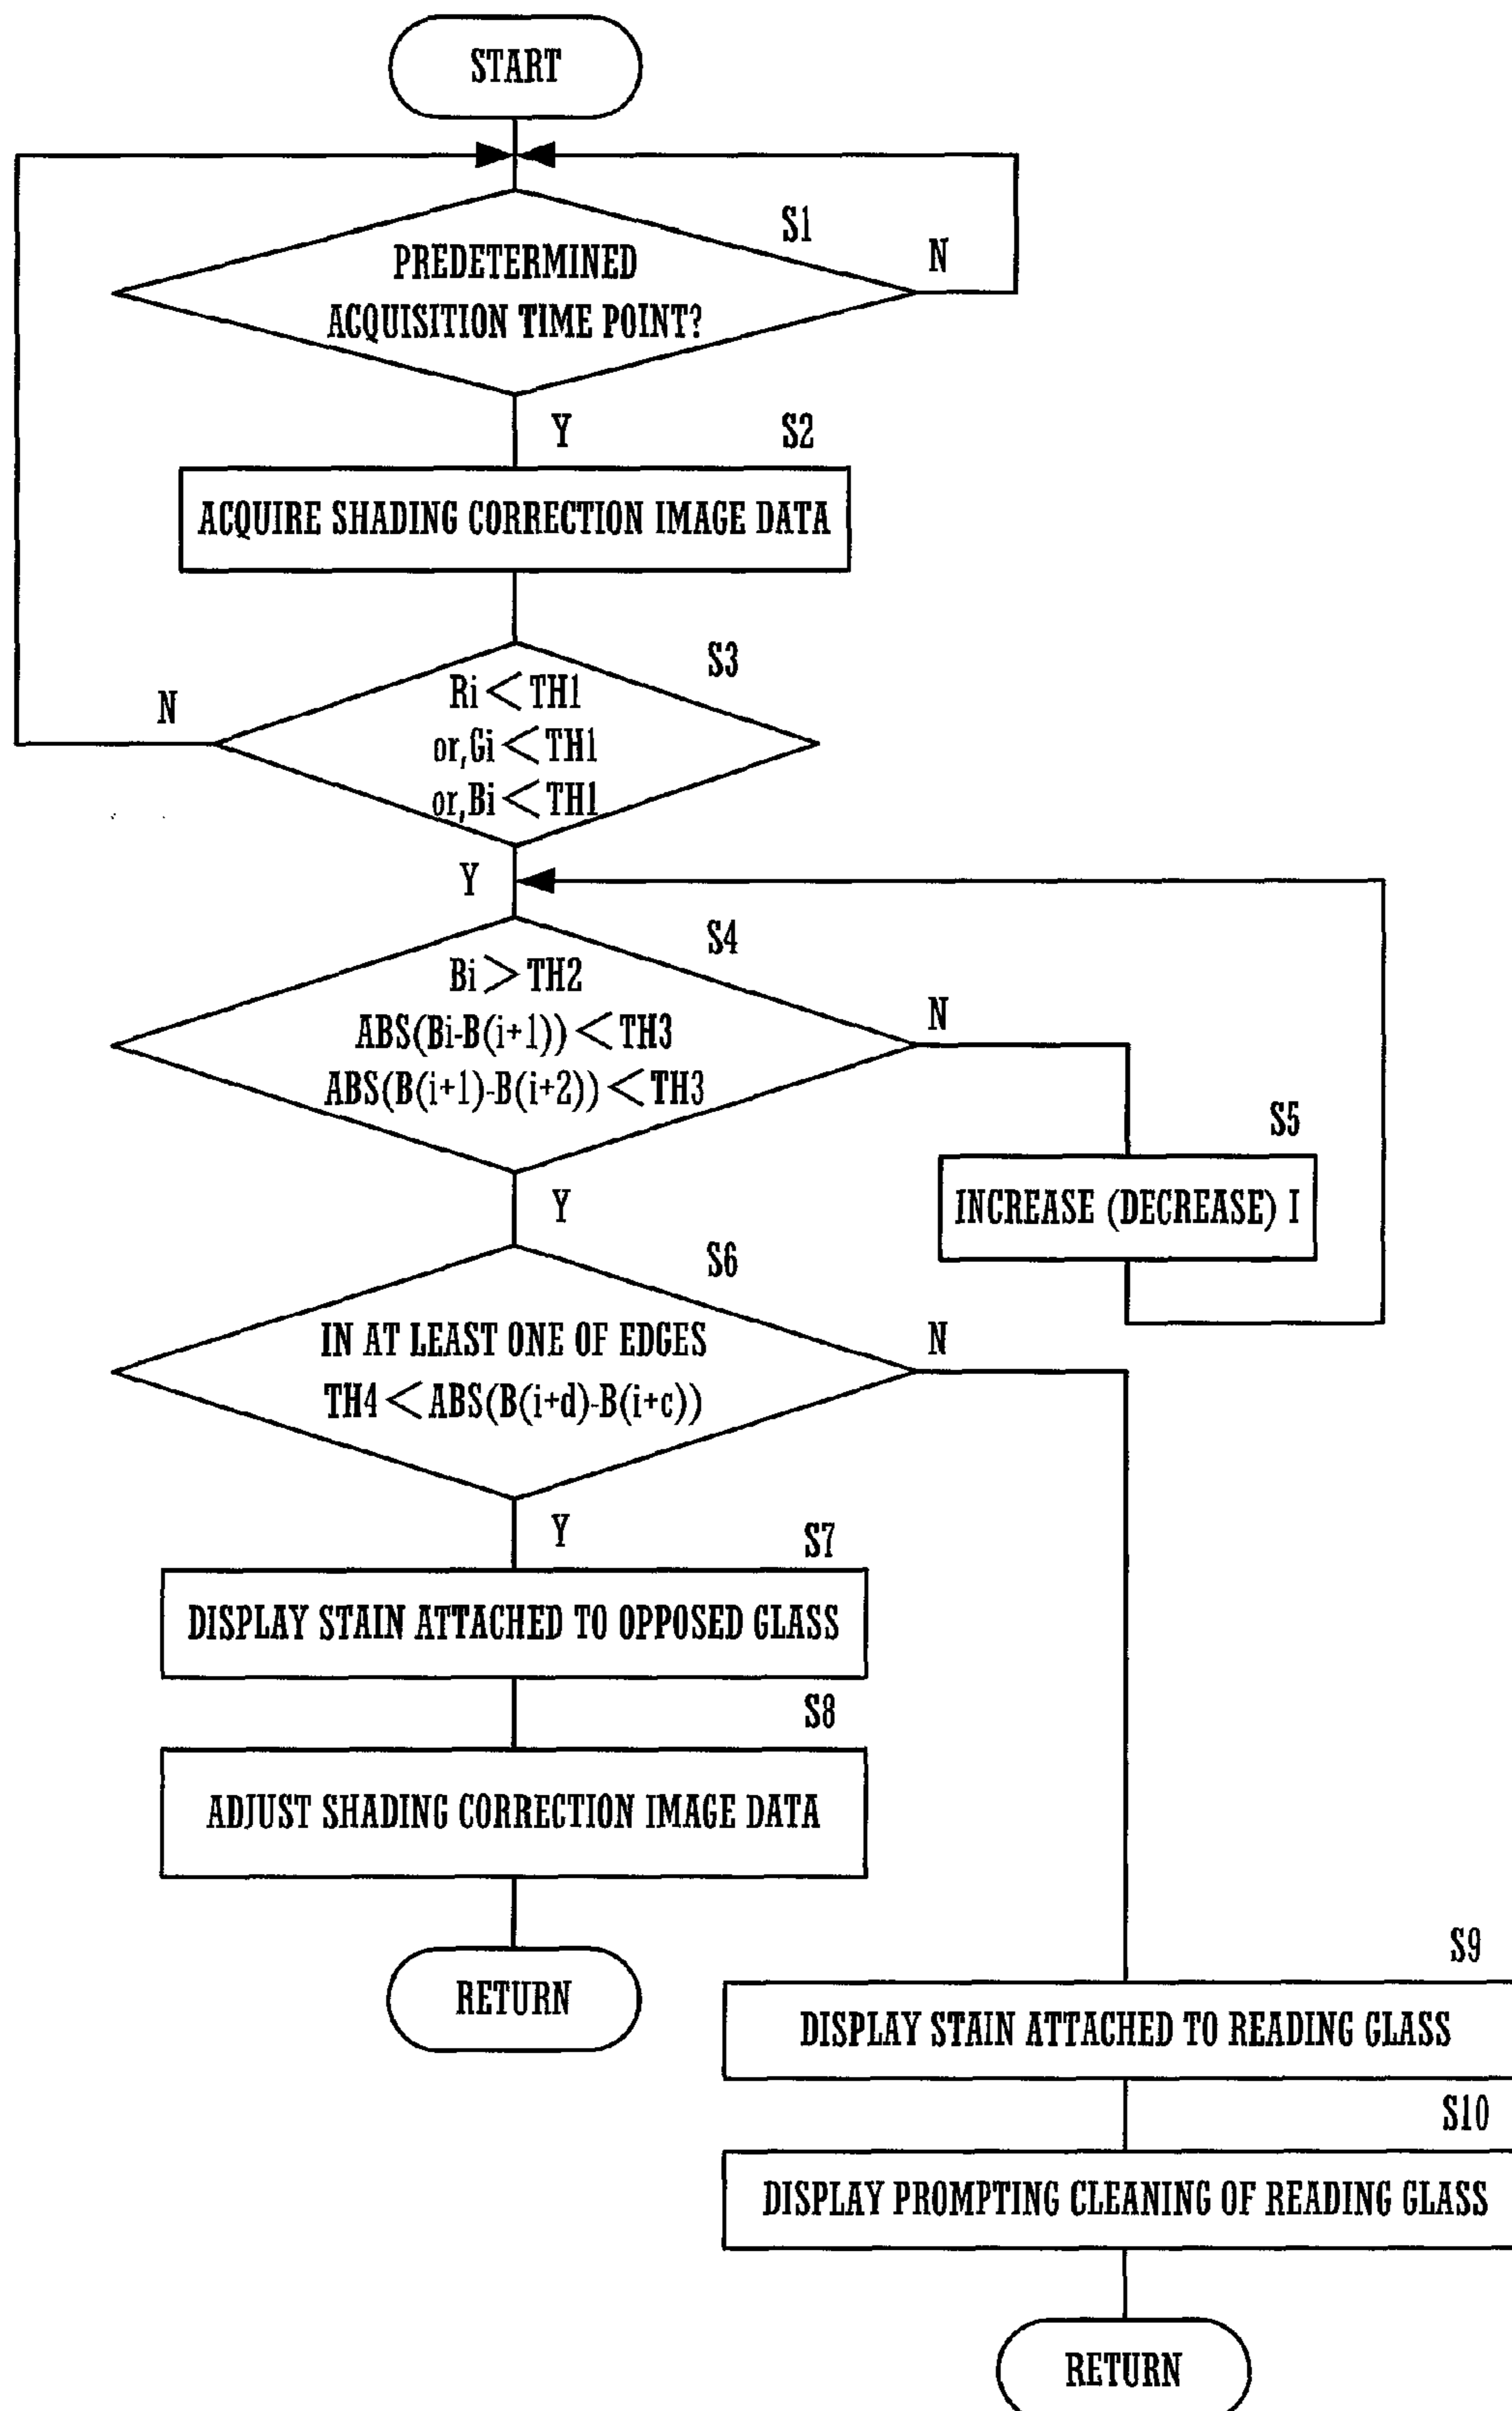 START
S1
N
PREDETERMINED
ACQUISITION TIME POINT?
Y
S2
ACQUIRE SHADING CORRECTION IMAGE DATA
S3
N
Ri<TH1
or,Gi<TH1
or,Bi<TH1
Y
S4
Bi>TH2
N
ABS(Bi-B(i+1))<TH3
ABS(B(i+1)-B(i+2))<TH3
S5
INCREASE (DECREASE) I
Y
S6
IN AT LEAST ONE OF EDGES
N
TH4<ABS(B(i+d)-B(i+c))
Y
S7
DISPLAY STAIN ATTACHED TO OPPOSED GLASS
S8
ADJUST SHADING CORRECTION IMAGE DATA
RETURN
S9
DISPLAY STAIN ATTACHED TO READING GLASS
S10
DISPLAY PROMPTING CLEANING OF READING GLASS
RETURN